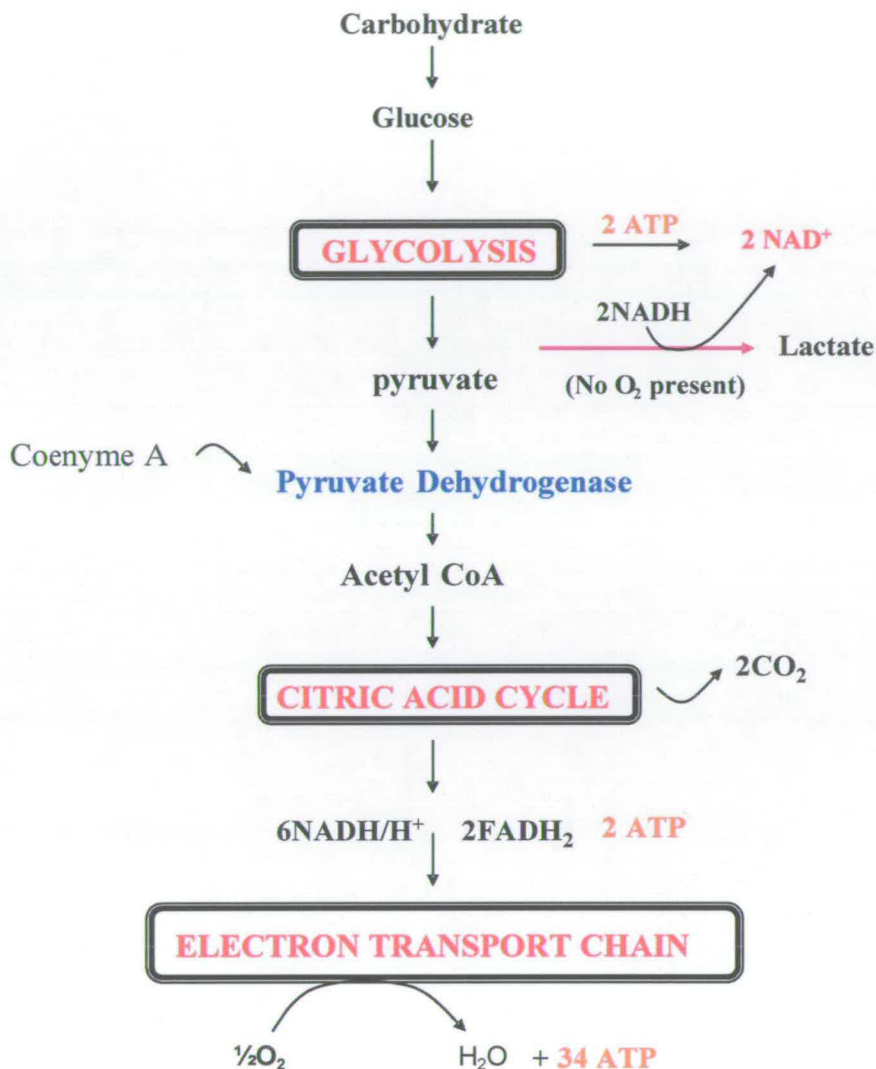 Carbohydrate
Glucose
GLYCOLYSIS
2 ATP
2 NAD⁺
2NADH
Lactate
pyruvate
(No O₂ present)
Coenyme A
Pyruvate Dehydrogenase
Acetyl CoA
CITRIC ACID CYCLE
2CO₂
6NADH/H⁺ 2FADH₂ 2 ATP
ELECTRON TRANSPORT CHAIN
½O₂
H₂O + 34 ATP